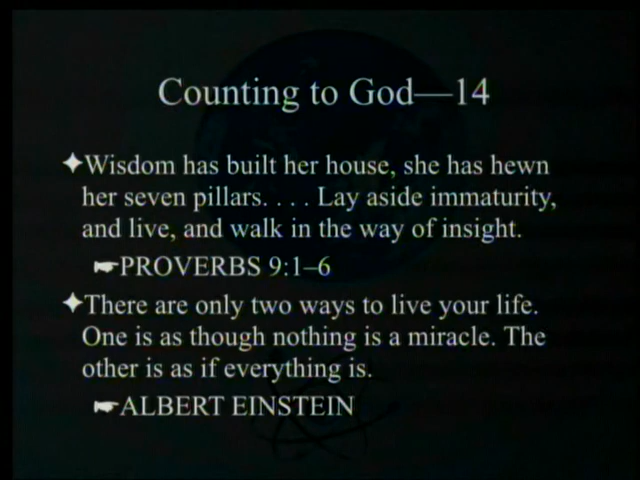 Counting to God—14
✦Wisdom has built her house, she has hewn
her seven pillars. . . . Lay aside immaturity,
and live, and walk in the way of insight.
☛PROVERBS 9:1–6
✦There are only two ways to live your life.
One is as though nothing is a miracle. The
other is as if everything is.
☛ALBERT EINSTEIN